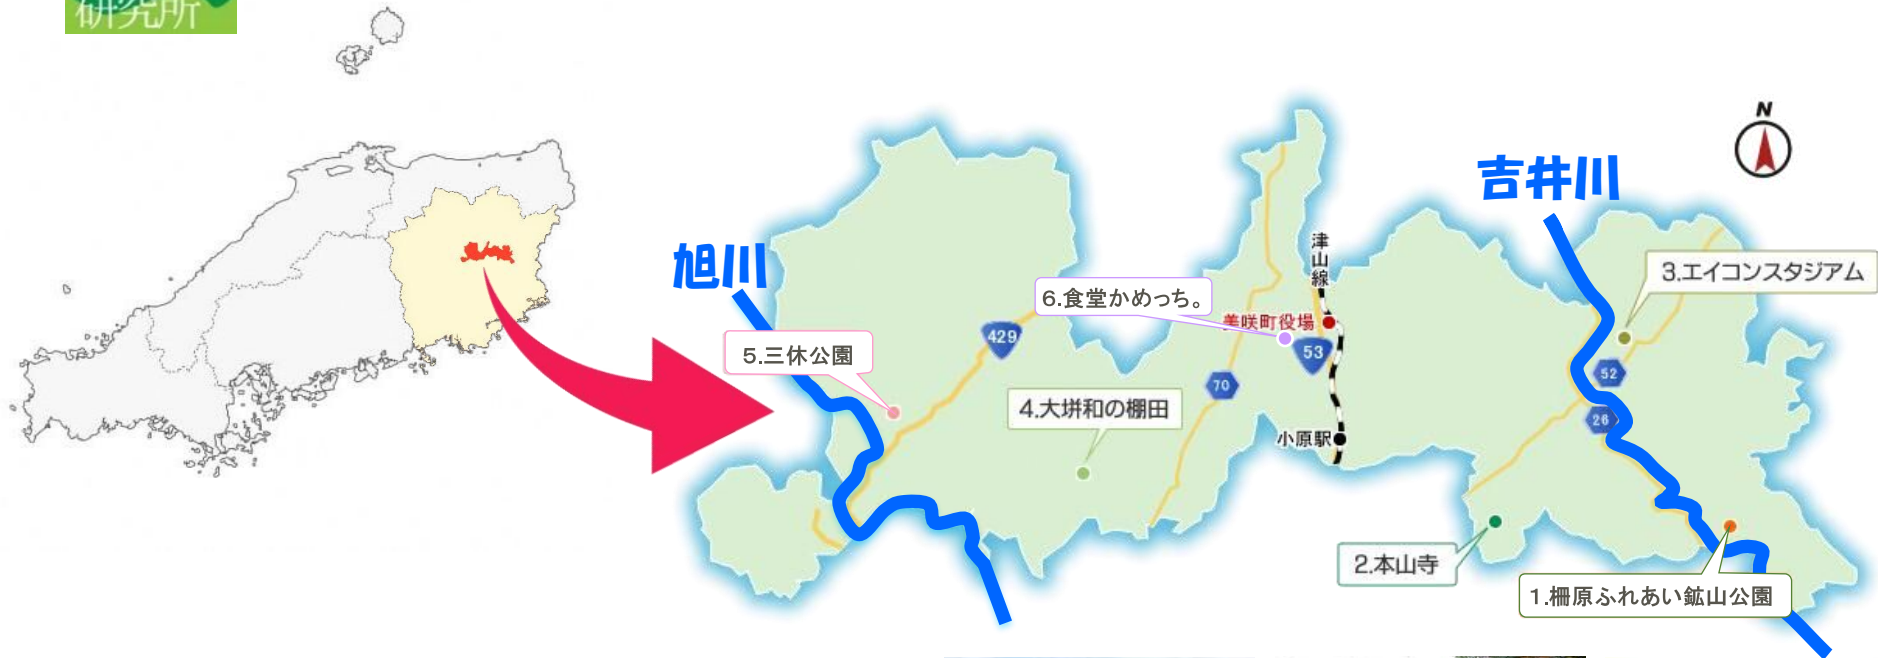 研究所
N
吉井川
旭川
津山線
3.エイコンスタジアム
6.食堂かめっち。
美咲町役場
429
53
5.三休公園
52
70
4.大垪和の棚田
26
小原駅
2.本山寺
1.柵原ふれあい鉱山公園